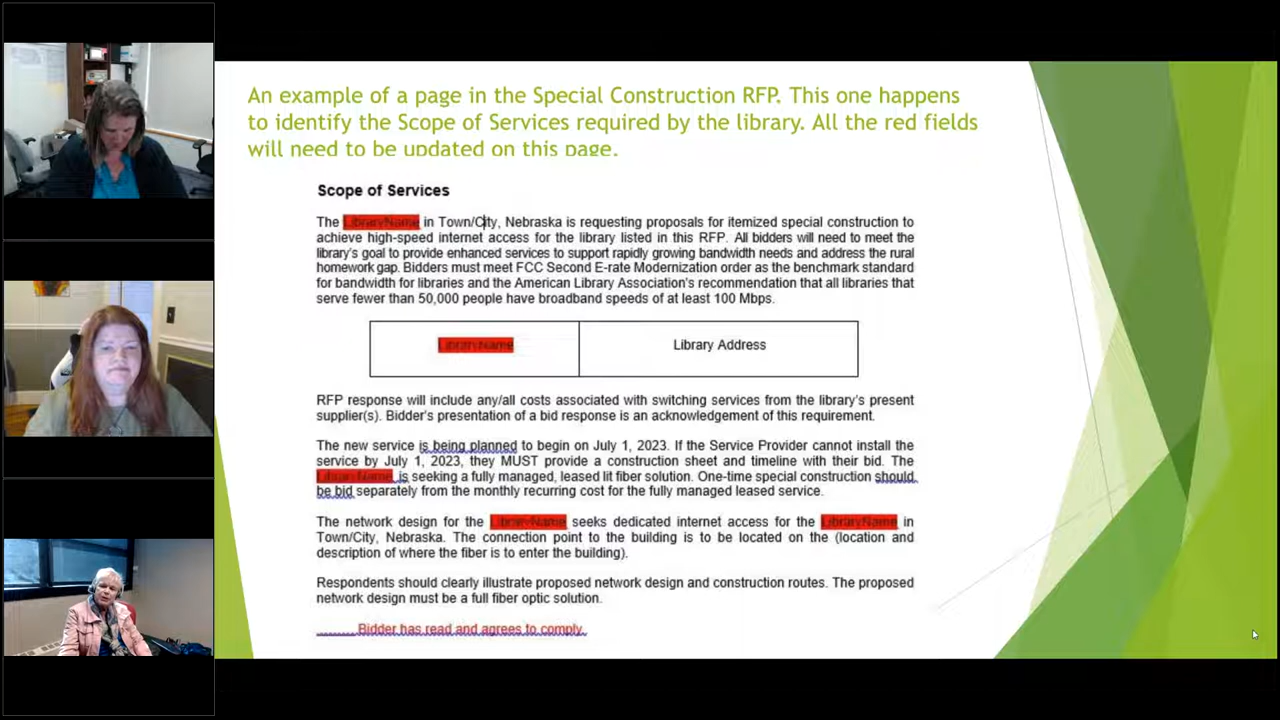 An example of a page in the Special Construction RFP. This one happens
to identify the Scope of Services required by the library. All the red fields
will need to be updated on this page.
Scope of Services
The LibraryName in Town/City, Nebraska is requesting proposals for itemized special construction to
achieve high-speed internet access for the library listed in this RFP. All bidders will need to meet the
library's goal to provide enhanced services to support rapidly growing bandwidth needs and address the rural
homework gap. Bidders must meet FCC Second E-rate Modernization order as the benchmark standard
for bandwidth for libraries and the American Library Association's recommendation that all libraries that
serve fewer than 50,000 people have broadband speeds of at least 100 Mbps.
LibraryName Library Address
RFP response will include any/all costs associated with switching services from the library's present
supplier(s). Bidder's presentation of a bid response is an acknowledgement of this requirement.
The new service is being planned to begin on July 1, 2023. If the Service Provider cannot install the
service by July 1, 2023, they MUST provide a construction sheet and timeline with their bid. The
LibraryName is seeking a fully managed, leased lit fiber solution. One-time special construction should
be bid separately from the monthly recurring cost for the fully managed leased service.
The network design for the LibraryName seeks dedicated internet access for the LibraryName in
Town/City, Nebraska. The connection point to the building is to be located on the (location and
description of where the fiber is to enter the building).
Respondents should clearly illustrate proposed network design and construction routes. The proposed
network design must be a full fiber optic solution.
______Bidder has read and agrees to comply.